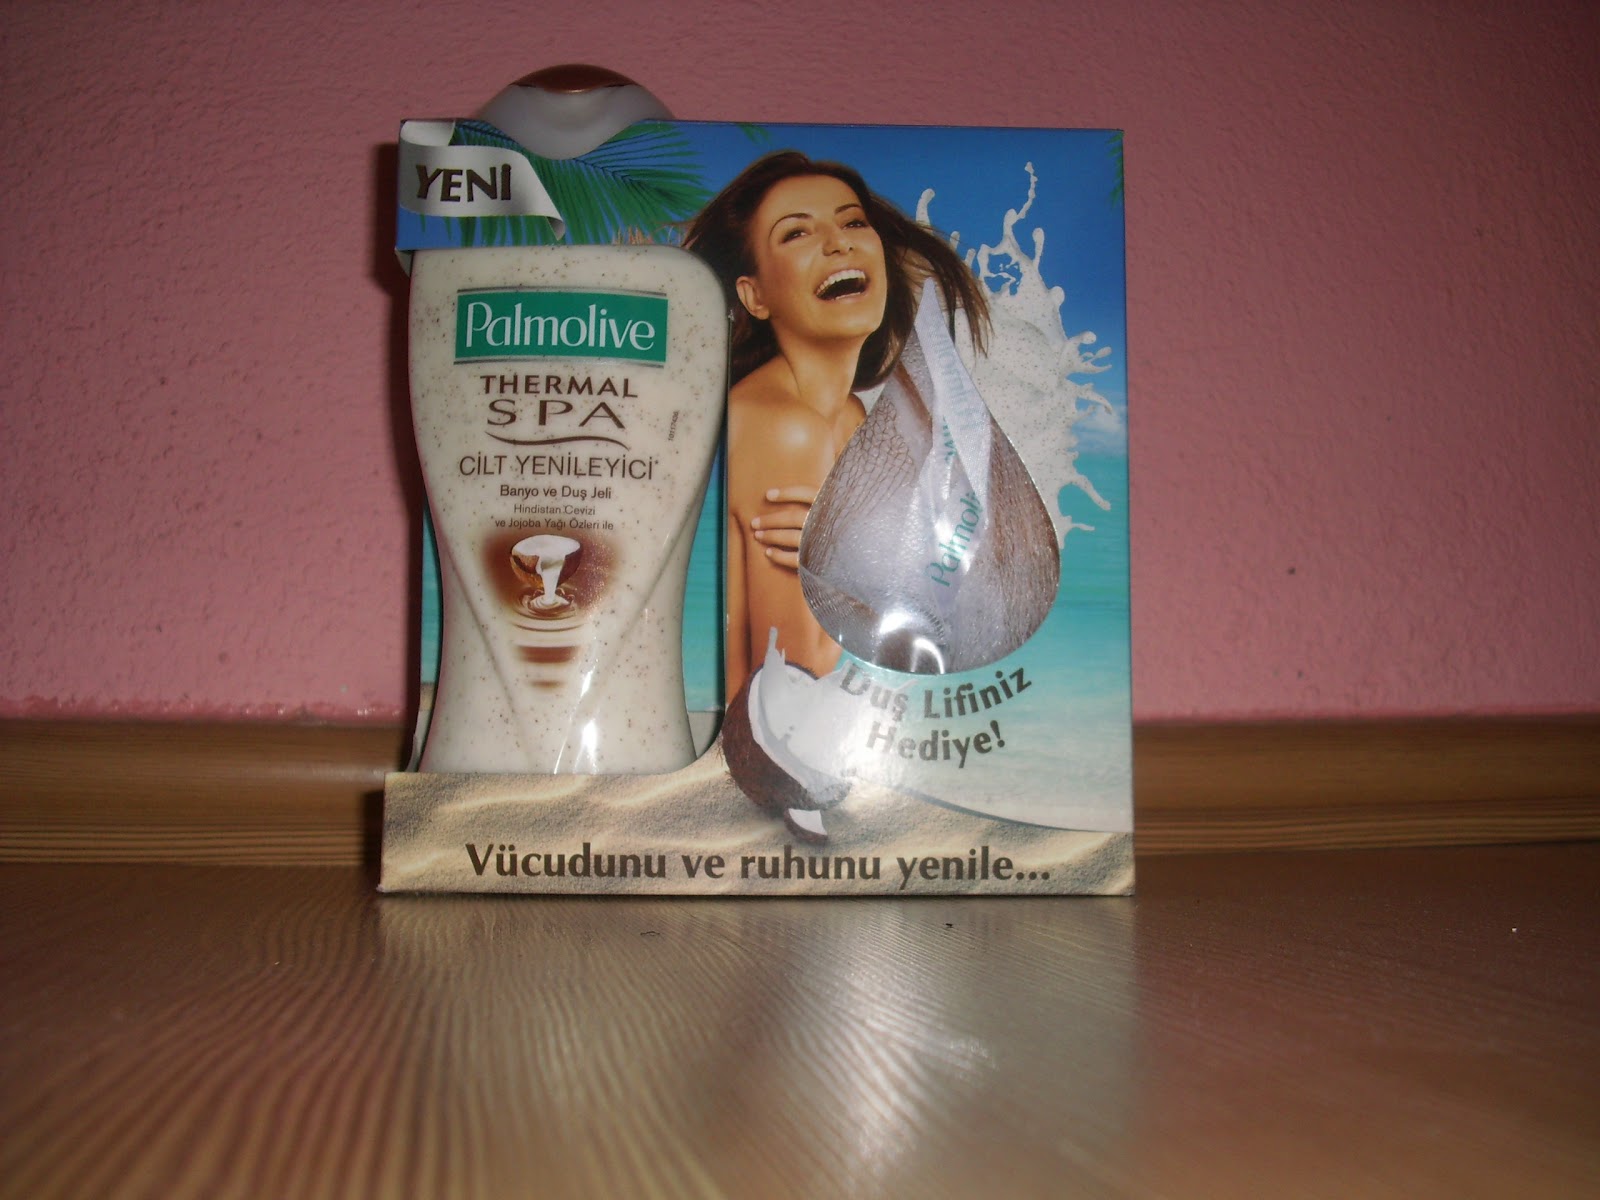 YENİ
Palmolive
THERMAL
SPA
CİLT YENİLEYİCİ*
Banyo ve Duş Jeli
Hindistan Cevizi
ve Jojoba Yağı Özleri ile
Palmoli
Duş Lifiniz
Hediye!
Vücudunu ve ruhunu yenile...